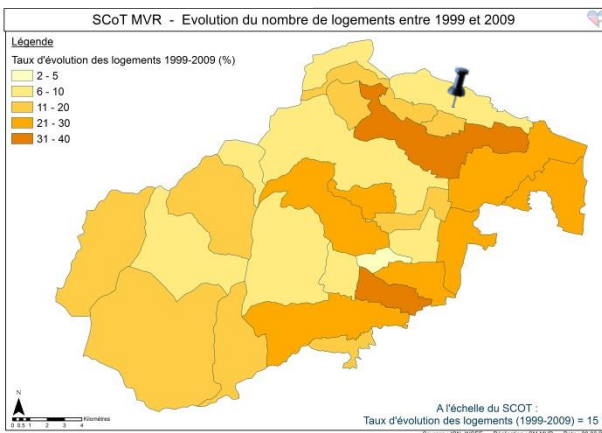 SCoT MVR - Evolution du nombre de logements entre 1999 et 2009
Légende
Taux d'évolution des logements 1999-2009 (%)
2 - 5
6 - 10
11 - 20
21 - 30
31 - 40
N
0 0.5 1 2 3 4
Kilomètres
A l'échelle du SCOT :
Taux d'évolution des logements (1999-2009) = 15